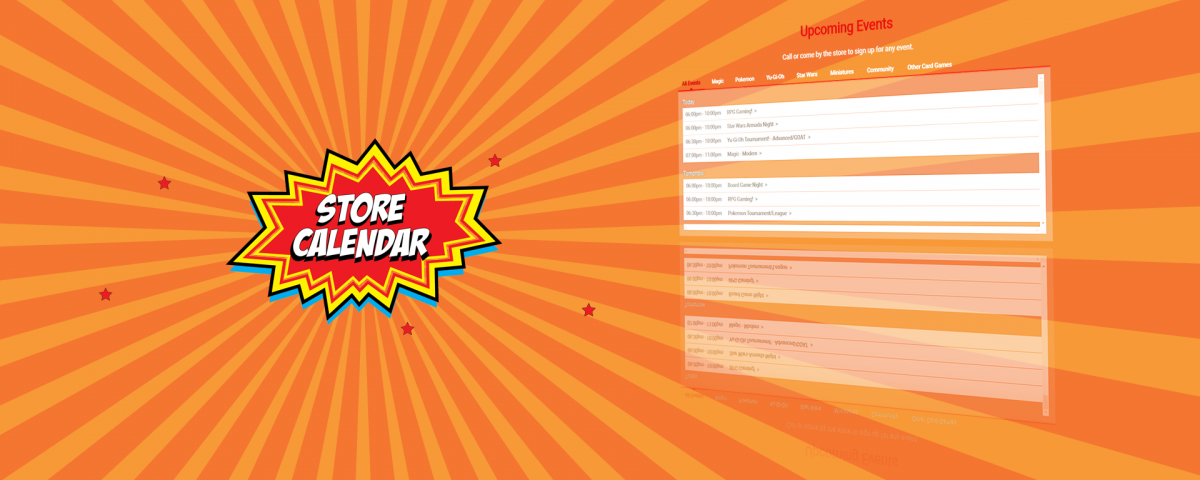 STORE
CALENDAR
Upcoming Events
Call or come by the store to sign up for any event.
All Events Magic Pokemon Yu-Gi-Oh Star Wars Miniatures Community Other Card Games
Today
06:00pm - 10:00pm RPG Gaming! »
06:00pm - 10:00pm Star Wars Armada Night »
06:30pm - 10:00pm Yu-Gi-Oh Tournament! - Advanced/GOAT »
07:00pm - 11:00pm Magic - Modern »
06:00pm - 10:00pm Board Game Night »
06:00pm - 10:00pm RPG Gaming! »
06:30pm - 10:00pm Pokemon Tournament/League »